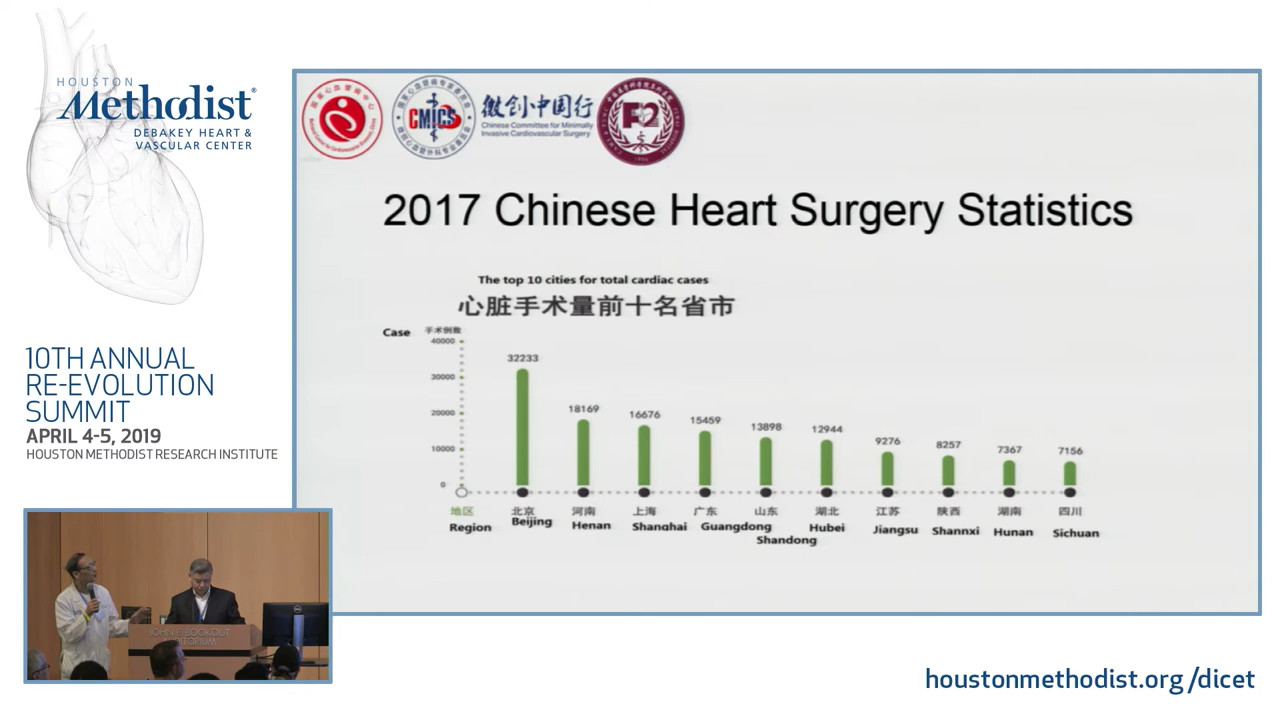 HOUSTON
Methodist®
DEBAKEY HEART &
VASCULAR CENTER
10TH ANNUAL
RE-EVOLUTION
SUMMIT
APRIL 4-5, 2019
HOUSTON METHODIST RESEARCH INSTITUTE
CMICS
微创中国行
Chinese Committee for Minimally
Invasive Cardiovascular Surgery
F2
2017 Chinese Heart Surgery Statistics
The top 10 cities for total cardiac cases
心脏手术量前十名省市
Case 手术例数
40000
30000
20000
10000
0
32233
18169
16676
15459
13898
12944
9276
8257
7367
7156
地区 北京 河南 上海 广东 山东 湖北 江苏 陕西 湖南 四川
Region Beijing Henan Shanghai Guangdong Shandong Hubei Jiangsu Shannxi Hunan Sichuan
houstonmethodist.org/dicet